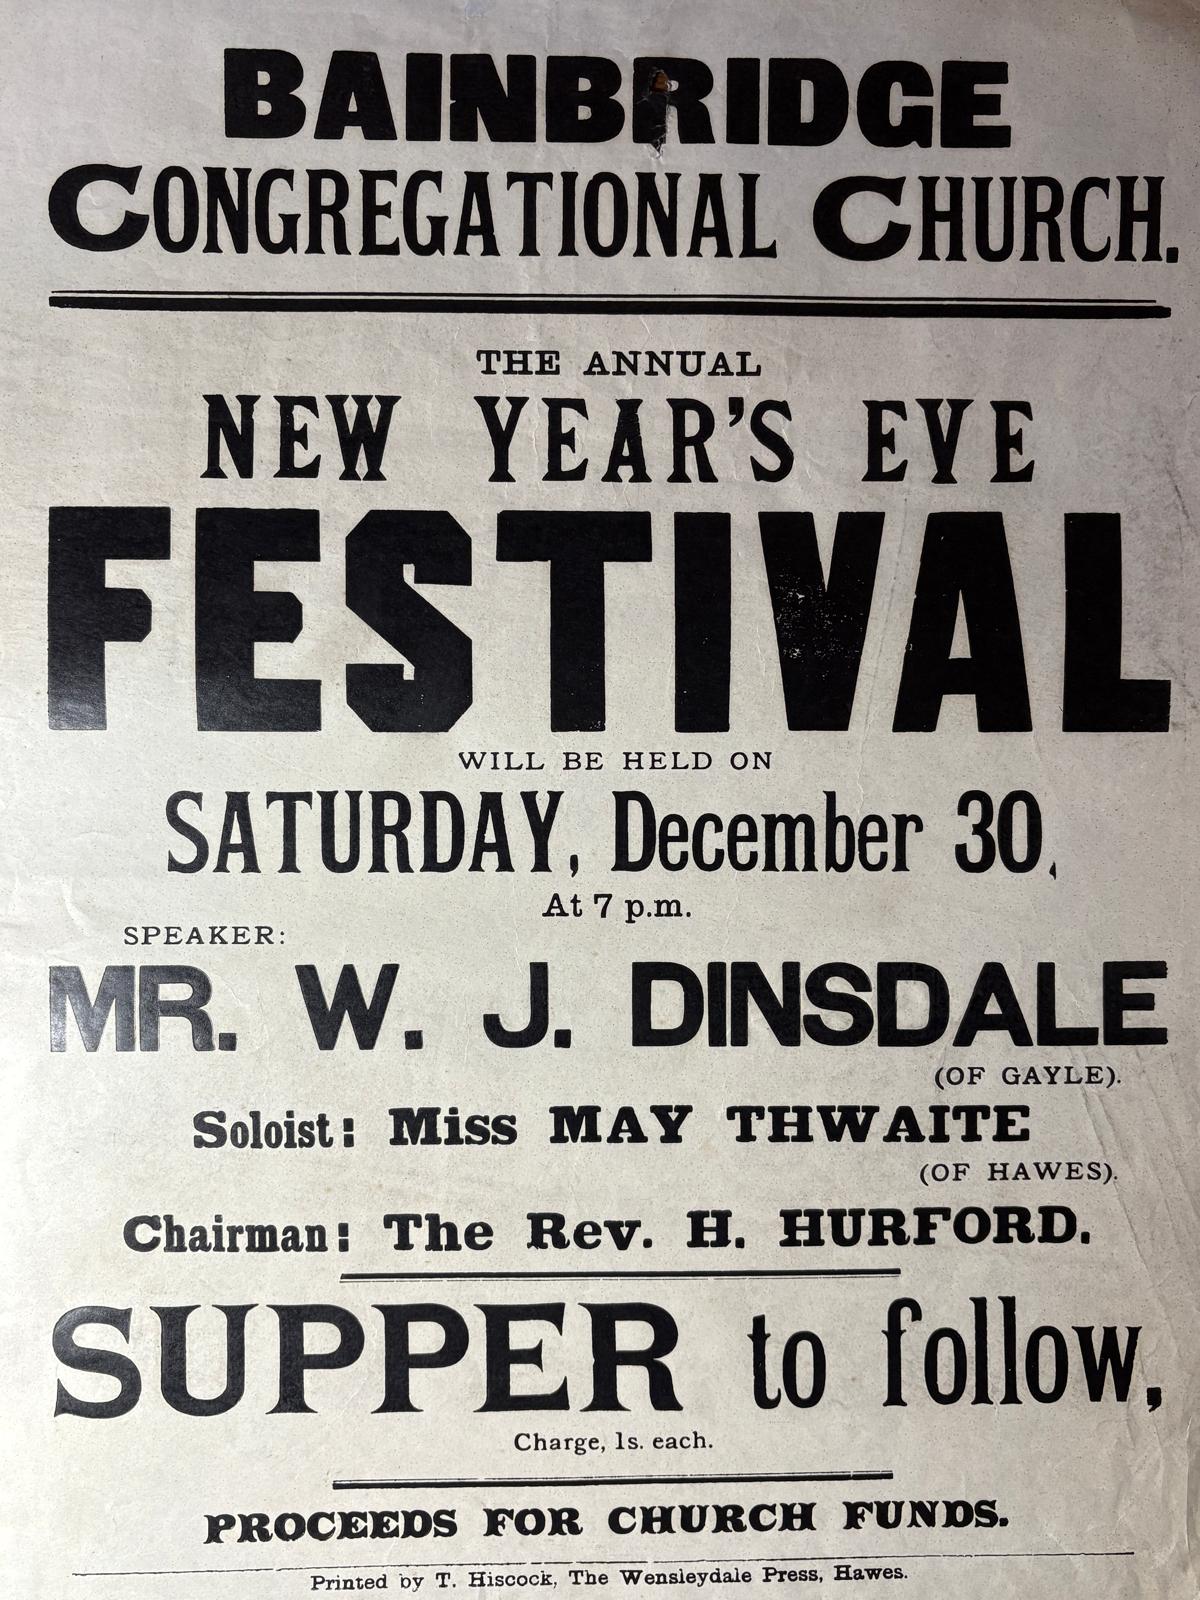 BAINBRIDGE
CONGREGATIONAL CHURCH.
THE ANNUAL
NEW YEAR'S EVE
FESTIVAL
WILL BE HELD ON
SATURDAY, December 30,
At 7 p.m.
SPEAKER:
MR. W. J. DINSDALE
(OF GAYLE).
Soloist: Miss MAY THWAITE
(OF HAWES).
Chairman: The Rev. H. HURFORD.
SUPPER to follow,
Charge, 1s. each.
PROCEEDS FOR CHURCH FUNDS.
Printed by T. Hiscock, The Wensleydale Press, Hawes.